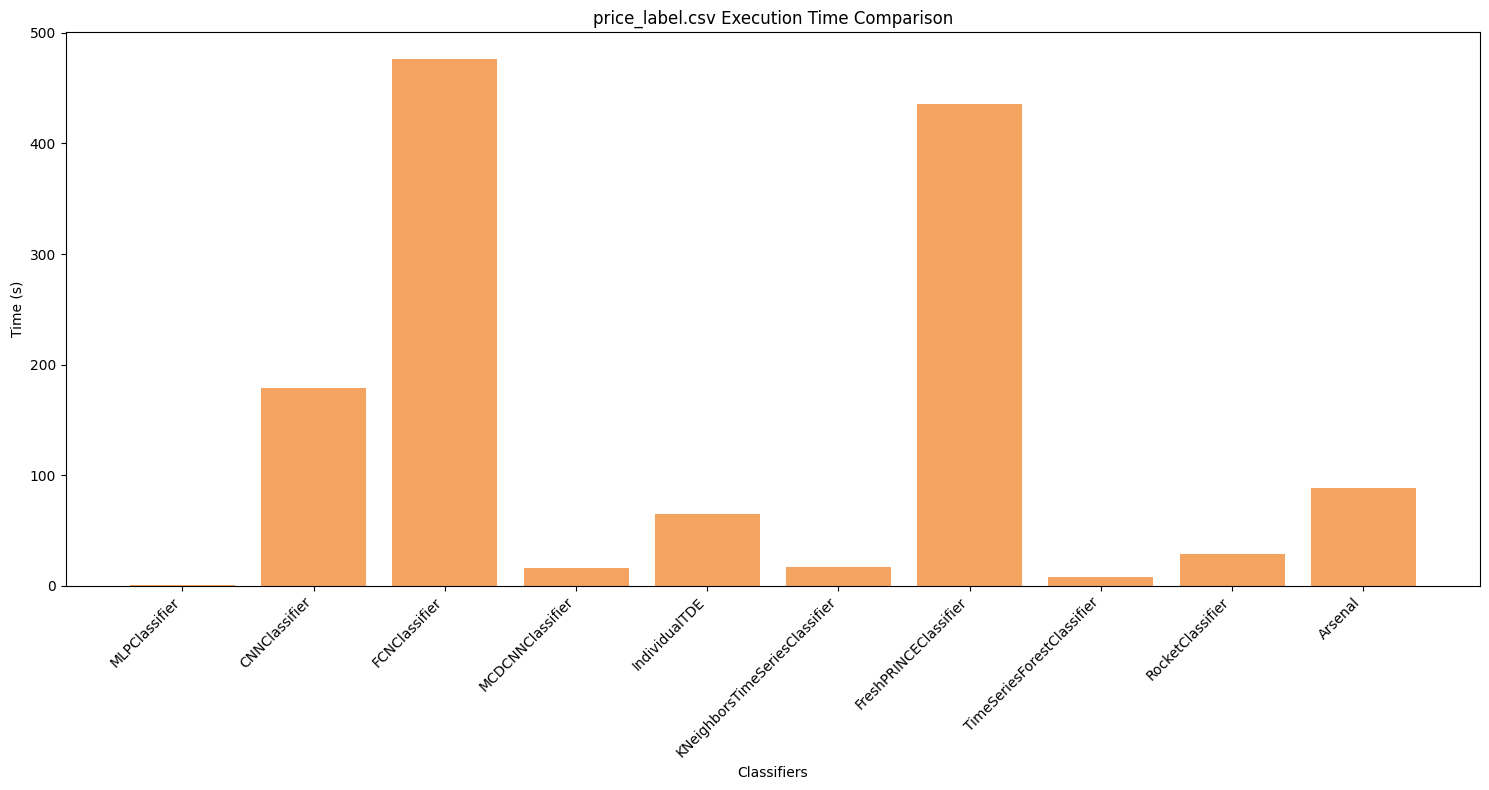 price_label.csv Execution Time Comparison
500
400
300
200
100
0
Time (s)
MLPClassifier
CNNClassifier
FCNClassifier
MCDCNNClassifier
IndividualTDE
KNeighborsTimeSeriesClassifier
FreshPRINCEClassifier
TimeSeriesForestClassifier
RocketClassifier
Arsenal
Classifiers